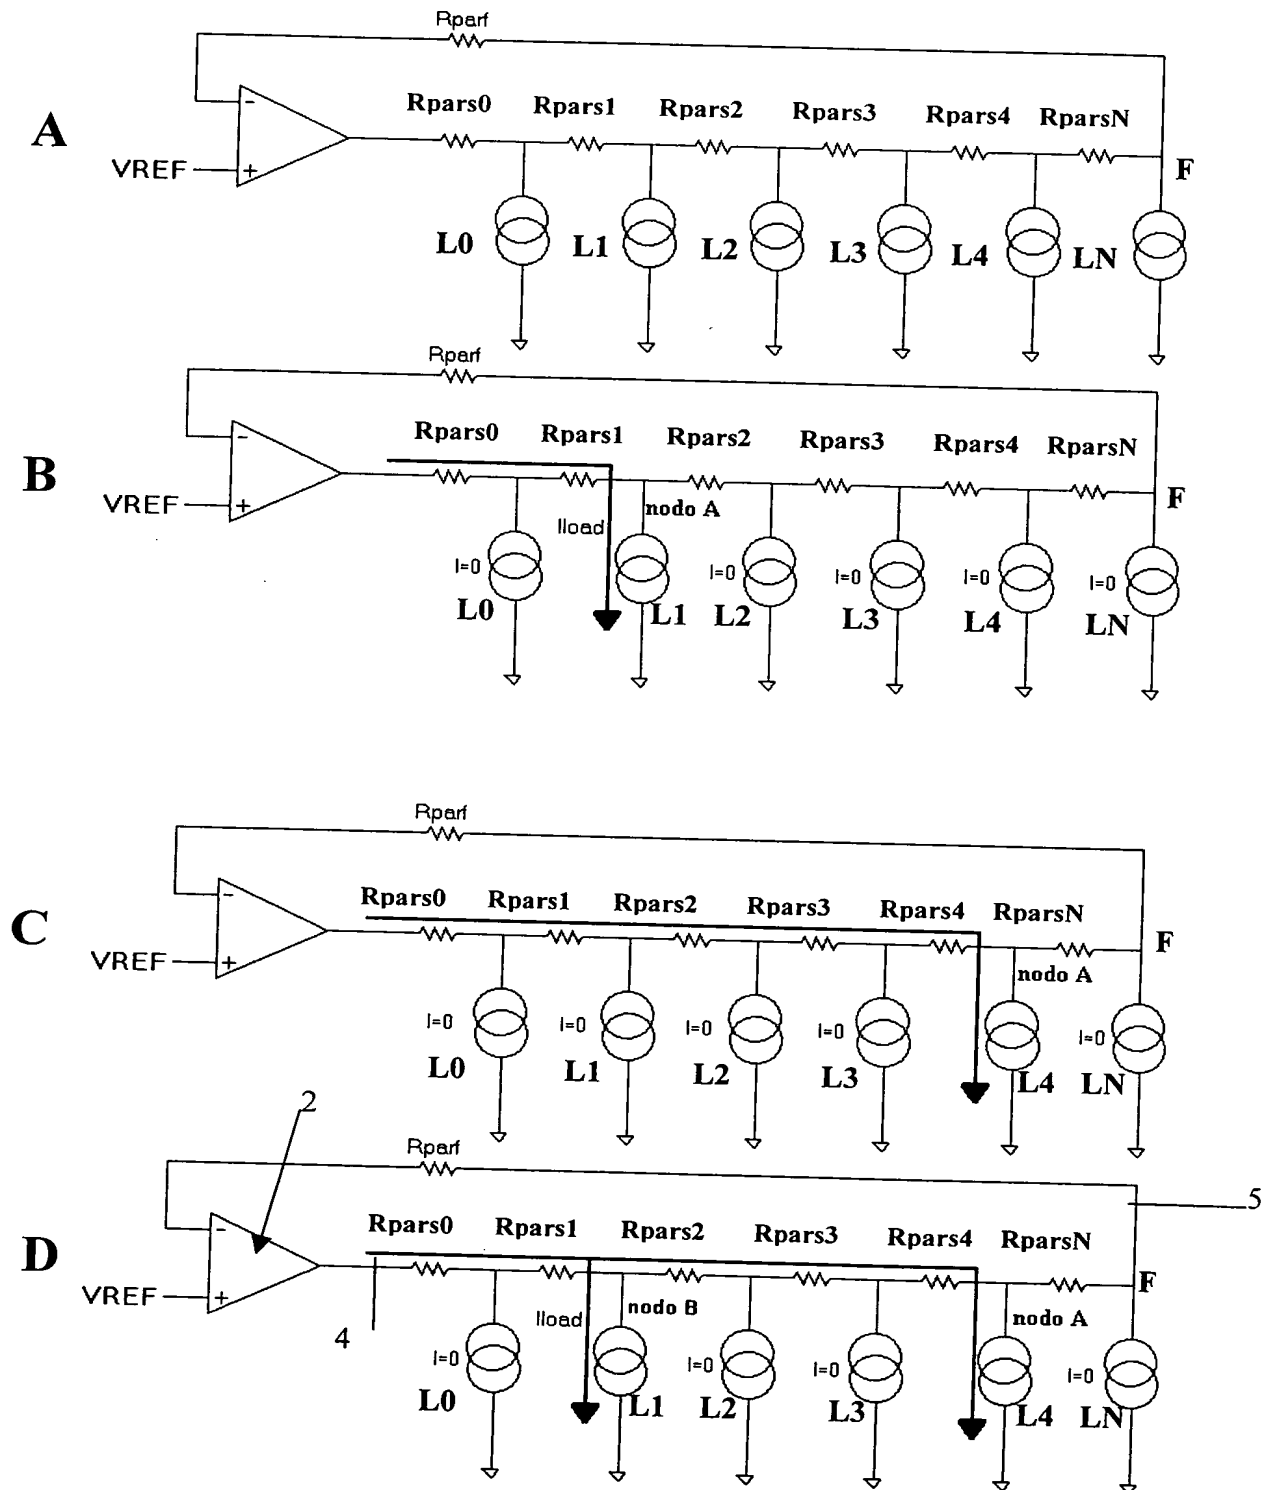 Rparf
A
Rpars0 Rpars1 Rpars2 Rpars3 Rpars4 RparsN
-
VREF
+
F
L0 L1 L2 L3 L4 LN
Rparf
B
Rpars0 Rpars1 Rpars2 Rpars3 Rpars4 RparsN
-
VREF
+
nodo A
F
Iload
I=0 I=0 I=0 I=0 I=0
L0 L1 L2 L3 L4 LN
Rparf
C
Rpars0 Rpars1 Rpars2 Rpars3 Rpars4 RparsN
-
VREF
+
nodo A
F
I=0 I=0 I=0 I=0 I=0
L0 L1 L2 L3 L4 LN
2
Rparf
5
D
Rpars0 Rpars1 Rpars2 Rpars3 Rpars4 RparsN
-
VREF
+
F
4
Iload
nodo B
nodo A
I=0 I=0 I=0 I=0
L0 L1 L2 L3 L4 LN